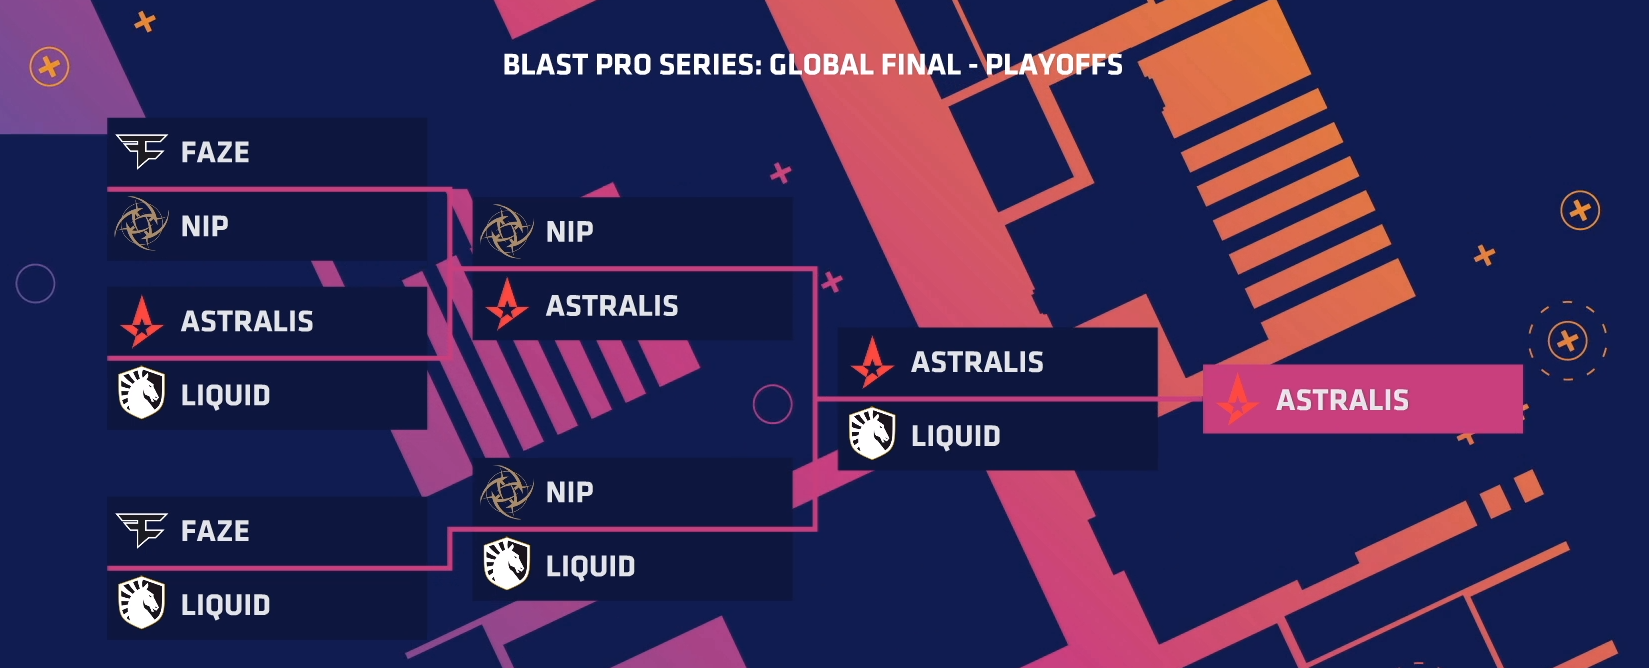 BLAST PRO SERIES: GLOBAL FINAL - PLAYOFFS
FAZE
NIP
ASTRALIS
LIQUID
FAZE
LIQUID
NIP
ASTRALIS
NIP
LIQUID
ASTRALIS
LIQUID
ASTRALIS